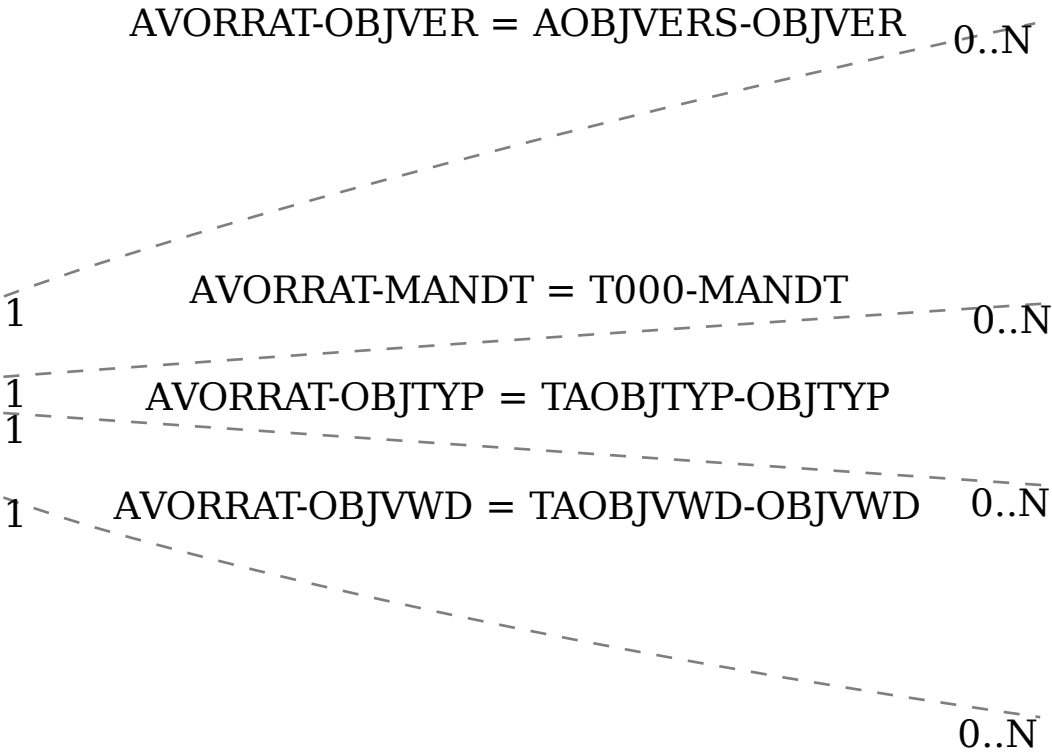 AVORRAT-OBJVER = AOBJVERS-OBJVER
0..N
1
AVORRAT-MANDT = T000-MANDT
0..N
1
AVORRAT-OBJTYP = TAOBJTYP-OBJTYP
1
0..N
AVORRAT-OBJVWD = TAOBJVWD-OBJVWD
1
0..N